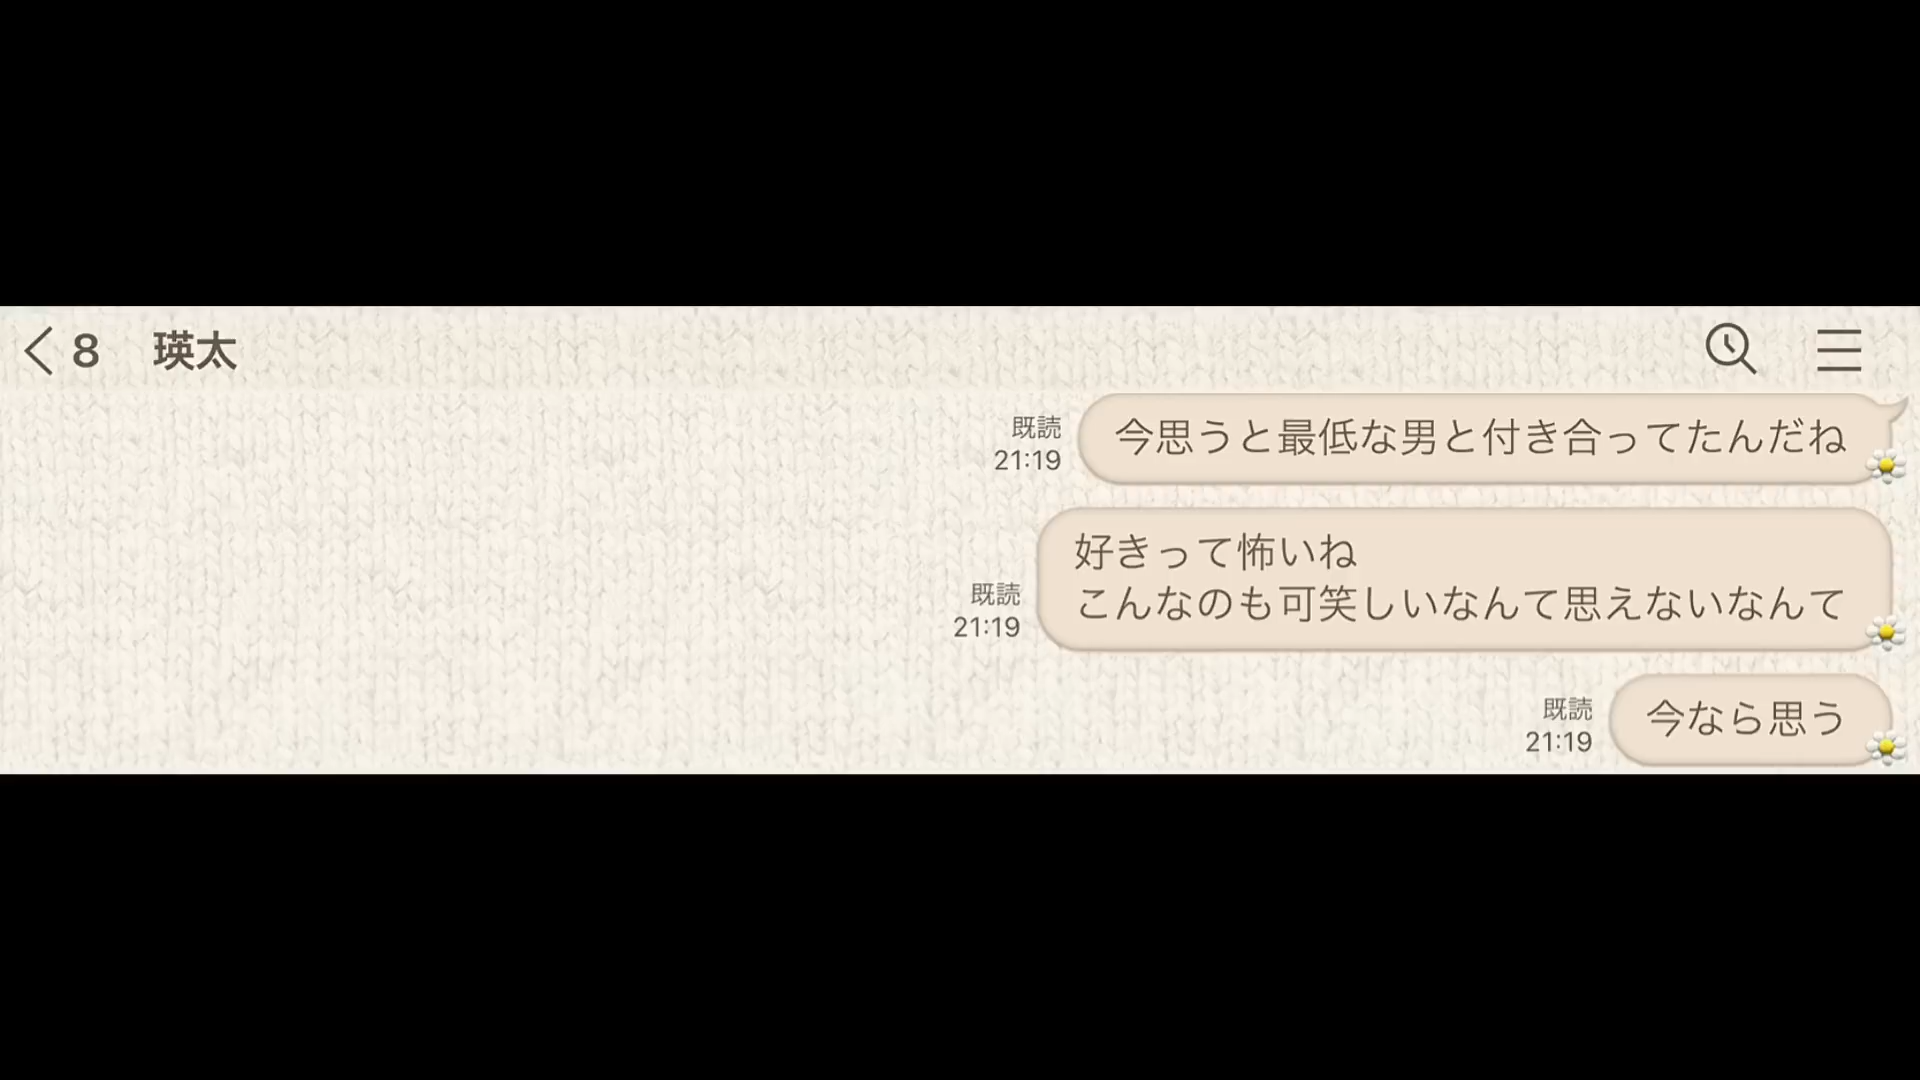 8 瑛太
今思うと最低な男と付き合ってたんだね
既読
21:19
好きって怖いね
こんなのも可笑しいなんて思えないなんて
既読
21:19
今なら思う
既読
21:19